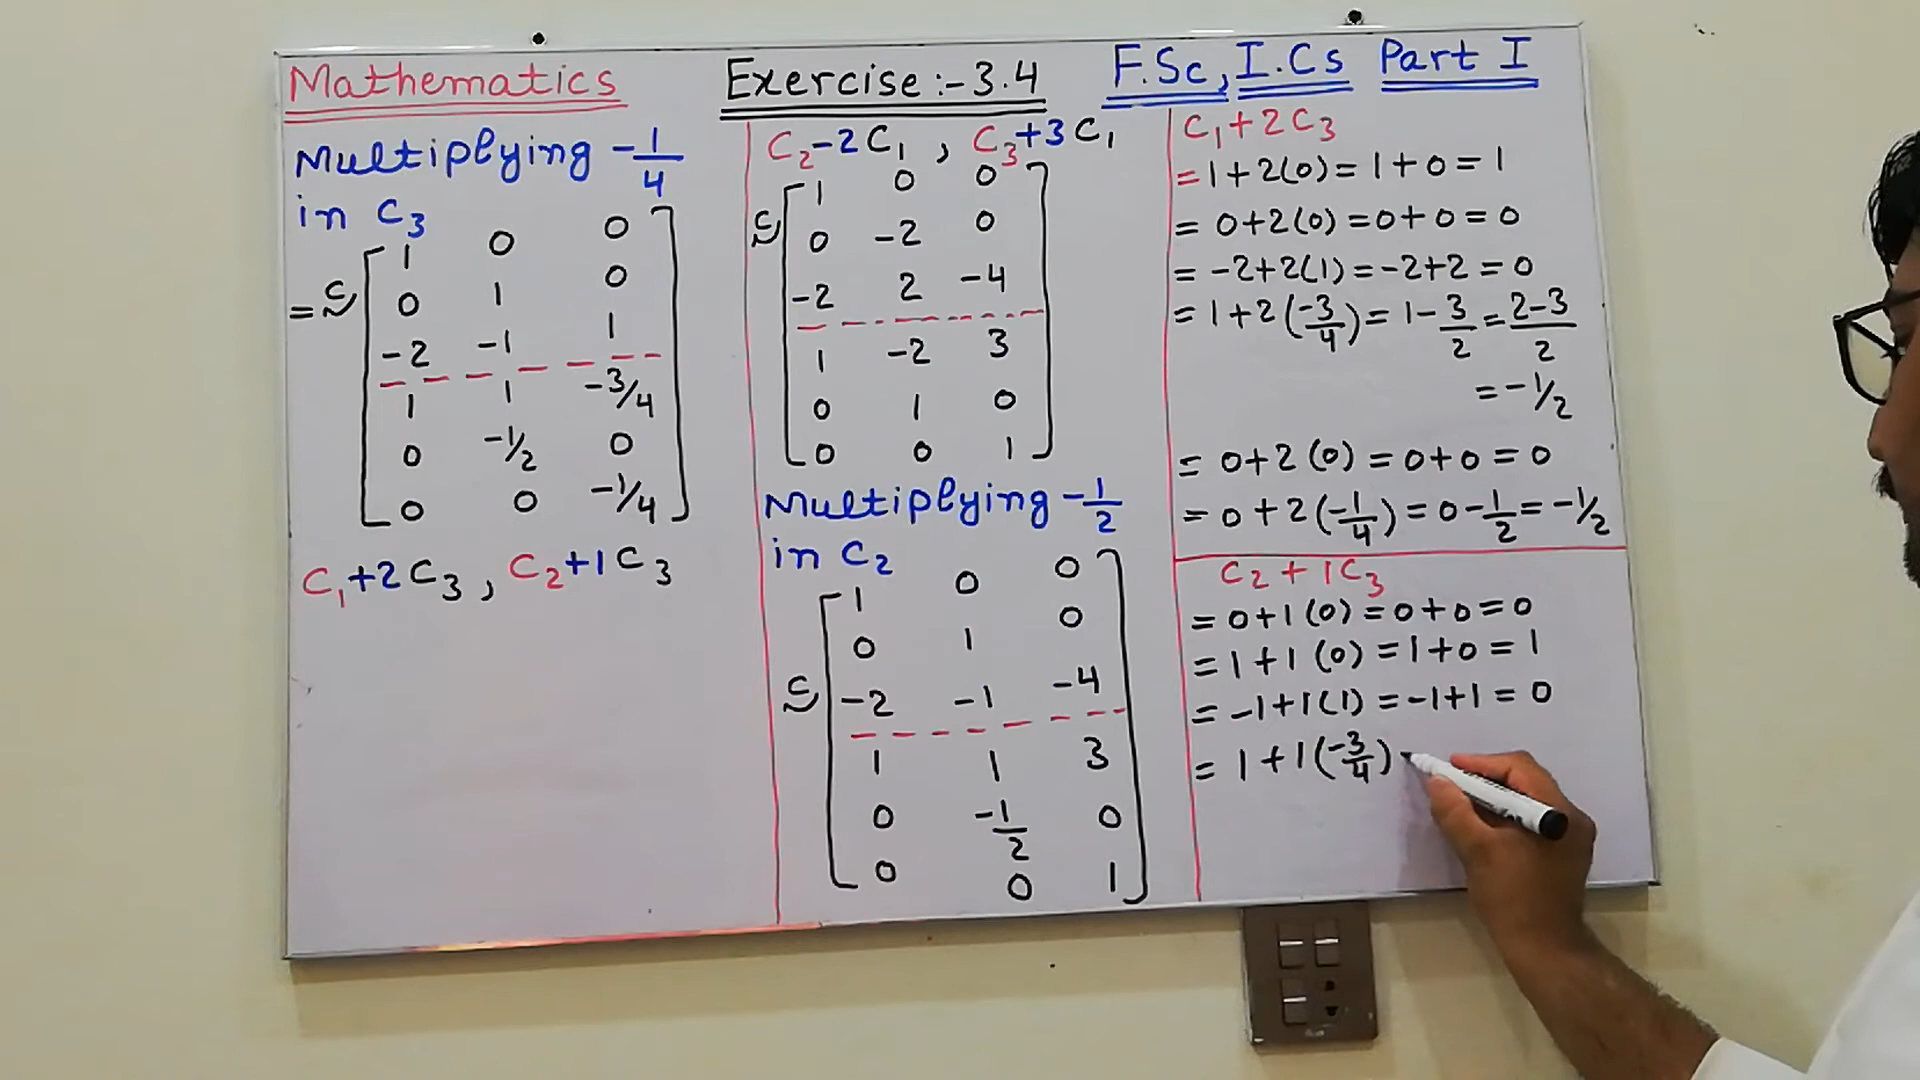 Mathematics Exercise:-3.4 F.Sc, I.Cs Part I
Multiplying -1/4
in C3
=C~ [ 1 0 0
0 1 0
-2 -1 1
- - - - - -
1 1 -3/4
0 -1/2 0
0 0 -1/4 ]
C1+2C3, C2+1C3
C2-2C1, C3+3C1
C~ [ 1 0 0
0 -2 0
-2 2 -4
- - - - - -
1 -2 3
0 1 0
0 0 1 ]
Multiplying -1/2
in C2
C~ [ 1 0 0
0 1 0
-2 -1 -4
- - - - - -
1 1 3
0 -1/2 0
0 0 1 ]
C1+2C3
= 1+2(0) = 1+0 = 1
= 0+2(0) = 0+0 = 0
= -2+2(1) = -2+2 = 0
= 1+2(-3/4) = 1-3/2 = 2-3/2
= -1/2
= 0+2(0) = 0+0 = 0
= 0+2(-1/4) = 0-1/2 = -1/2
C2+1C3
= 0+1(0) = 0+0 = 0
= 1+1(0) = 1+0 = 1
= -1+1(1) = -1+1 = 0
= 1+1(-3/4)